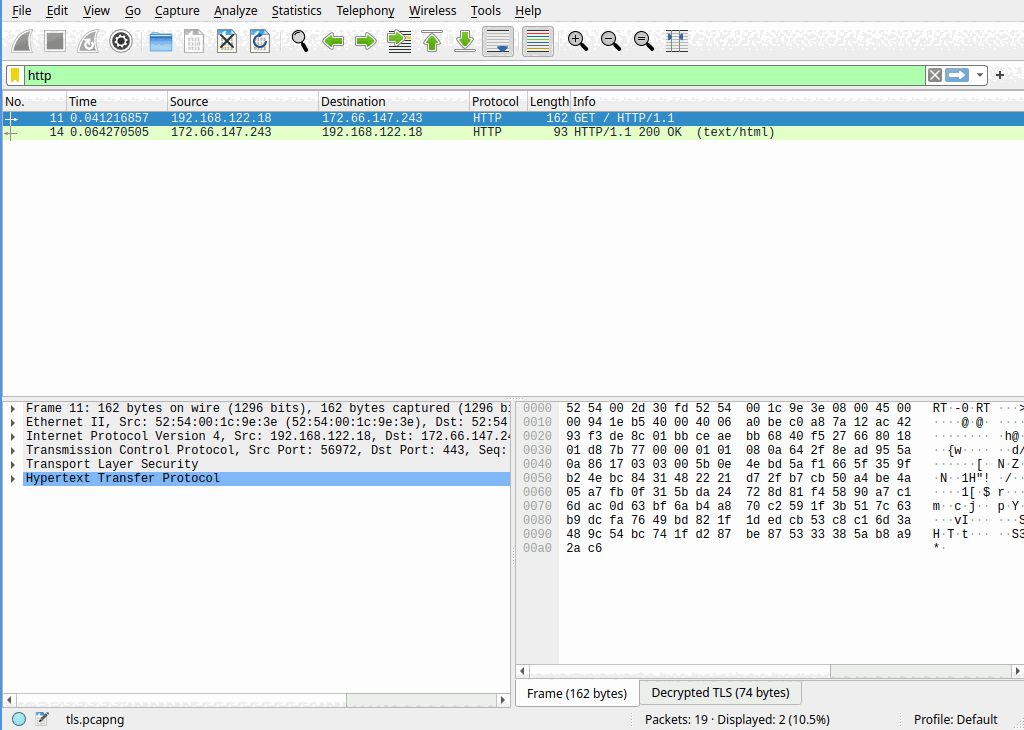 File Edit View Go Capture Analyze Statistics Telephony Wireless Tools Help
http
No. Time Source Destination Protocol Length Info
11 0.041216857 192.168.122.18 172.66.147.243 HTTP 162 GET / HTTP/1.1
14 0.064270505 172.66.147.243 192.168.122.18 HTTP 93 HTTP/1.1 200 OK (text/html)
Frame 11: 162 bytes on wire (1296 bits), 162 bytes captured (1296 bi
Ethernet II, Src: 52:54:00:1c:9e:3e (52:54:00:1c:9e:3e), Dst: 52:54
Internet Protocol Version 4, Src: 192.168.122.18, Dst: 172.66.147.24
Transmission Control Protocol, Src Port: 56972, Dst Port: 443, Seq:
Transport Layer Security
Hypertext Transfer Protocol
0000 52 54 00 2d 30 fd 52 54 00 1c 9e 3e 08 00 45 00 RT·-0·RT ···>
0010 00 94 1e b5 40 00 40 06 a0 be c0 a8 7a 12 ac 42 ····@·@· ····
0020 93 f3 de 8c 01 bb ce ae bb 68 40 f5 27 66 80 18 ········ ·h@·
0030 01 d8 7b 77 00 00 01 01 08 0a 64 2f 8e ad 95 5a ··{w···· ··d/
0040 0a 86 17 03 03 00 5b 0e 4e bd 5a f1 66 5f 35 9f ······[· N·Z·
0050 b2 4e bc 84 31 48 22 21 d7 2f b7 cb 50 a4 be 4a ·N··1H"! ·/··
0060 05 a7 fb 0f 31 5b da 24 72 8d 81 f4 58 90 a7 c1 ····1[·$ r···
0070 6d ac 0d 63 bf 6a b4 a8 70 c2 59 1f 3b 51 7c 63 m··c·j·· p·Y·
0080 b9 dc fa 76 49 bd 82 1f 1d ed cb 53 c8 c1 6d 3a ···vI··· ···S
0090 48 9c 54 bc 74 1f d2 87 be 87 53 33 38 5a b8 a9 H·T·t··· ··S3
00a0 2a c6 *·
Frame (162 bytes) Decrypted TLS (74 bytes)
tls.pcapng Packets: 19 · Displayed: 2 (10.5%) Profile: Default